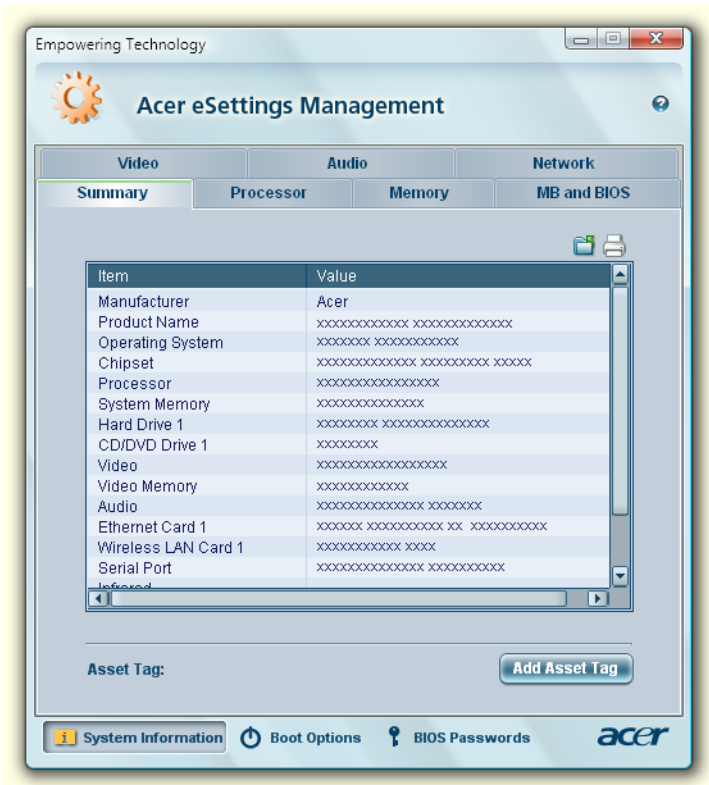 Empowering Technology
Acer eSettings Management
Video Audio Network
Summary Processor Memory MB and BIOS
Item Value
Manufacturer Acer
Product Name xxxxxxxxxxxx xxxxxxxxxxxxx
Operating System xxxxxxx xxxxxxxxxxx
Chipset xxxxxxxxxxxxx xxxxxxxxx xxxxx
Processor xxxxxxxxxxxxxxxx
System Memory xxxxxxxxxxxxxx
Hard Drive 1 xxxxxxxx xxxxxxxxxxxxxx
CD/DVD Drive 1 xxxxxxxx
Video xxxxxxxxxxxxxxxxx
Video Memory xxxxxxxxxxxx
Audio xxxxxxxxxxxxxx xxxxxxx
Ethernet Card 1 xxxxxx xxxxxxxxxx xx xxxxxxxxxx
Wireless LAN Card 1 xxxxxxxxxxx xxxx
Serial Port xxxxxxxxxxxxxx xxxxxxxxxx
Infrared
Asset Tag: Add Asset Tag
System Information Boot Options BIOS Passwords acer